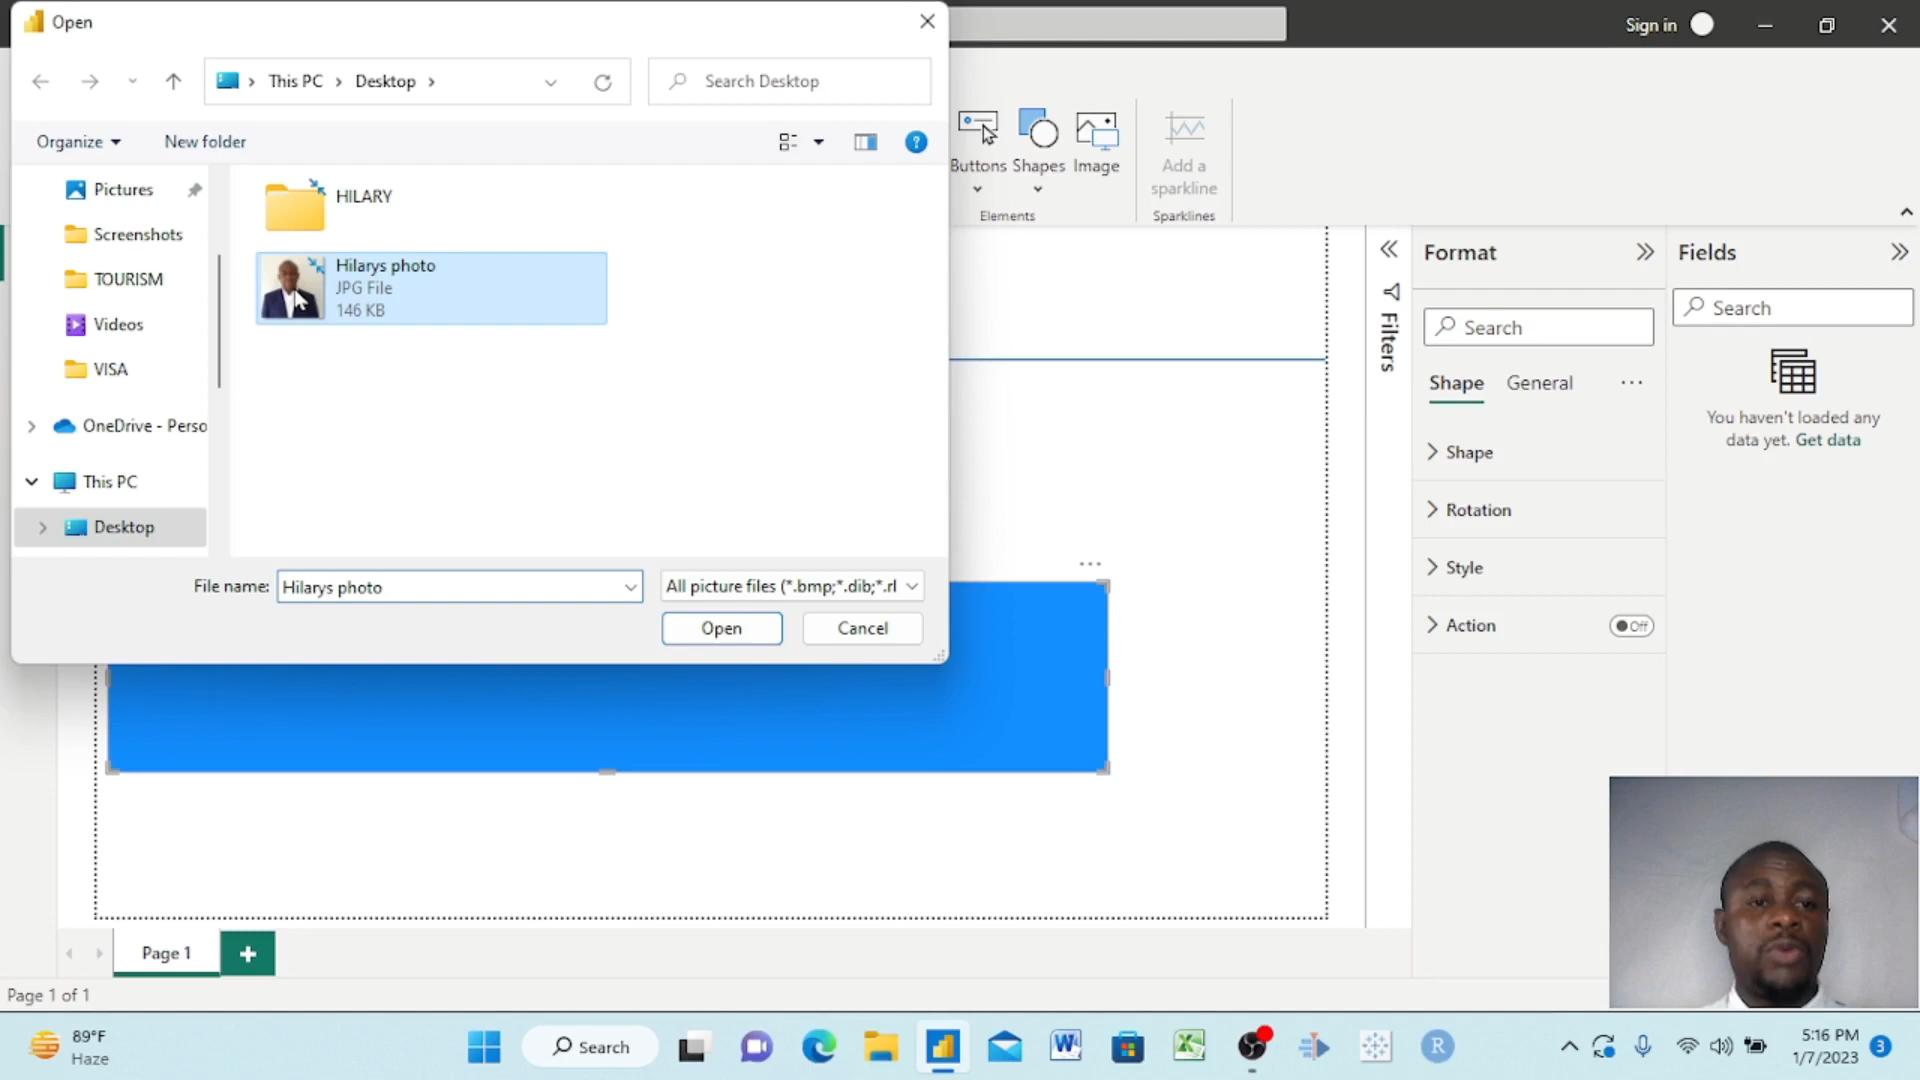 Open
Sign in
This PC
Desktop
Search Desktop
Organize
New folder
Pictures
Screenshots
TOURISM
Videos
VISA
OneDrive - Perso
This PC
Desktop
HILARY
Hilarys photo
JPG File
146 KB
File name:
Hilarys photo
All picture files (*.bmp;*.dib;*.rl
Open
Cancel
Buttons
Shapes
Image
Add a
sparkline
Elements
Sparklines
Filters
Format
Search
Shape
General
Shape
Rotation
Style
Action
Off
Fields
Search
You haven't loaded any
data yet. Get data
Page 1
Page 1 of 1
89°F
Haze
Search
W
X
R
5:16 PM
1/7/2023
3